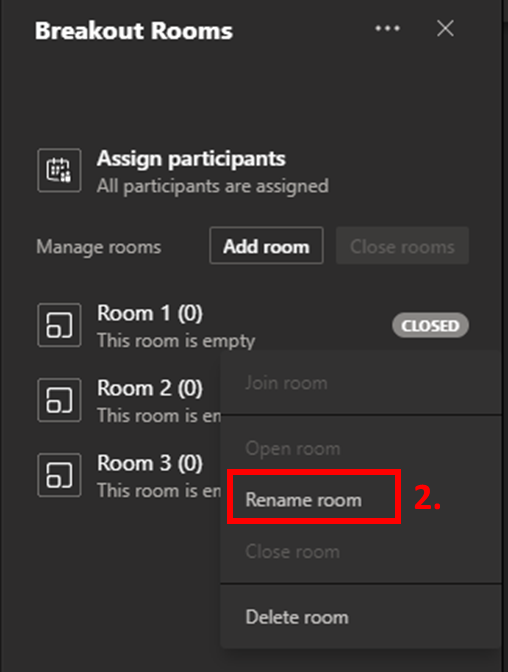 Breakout Rooms
Assign participants
All participants are assigned
Manage rooms Add room Close rooms
Room 1 (0)
This room is empty
CLOSED
Room 2 (0)
This room is em
Room 3 (0)
This room is em
Join room
Open room
Rename room 2.
Close room
Delete room